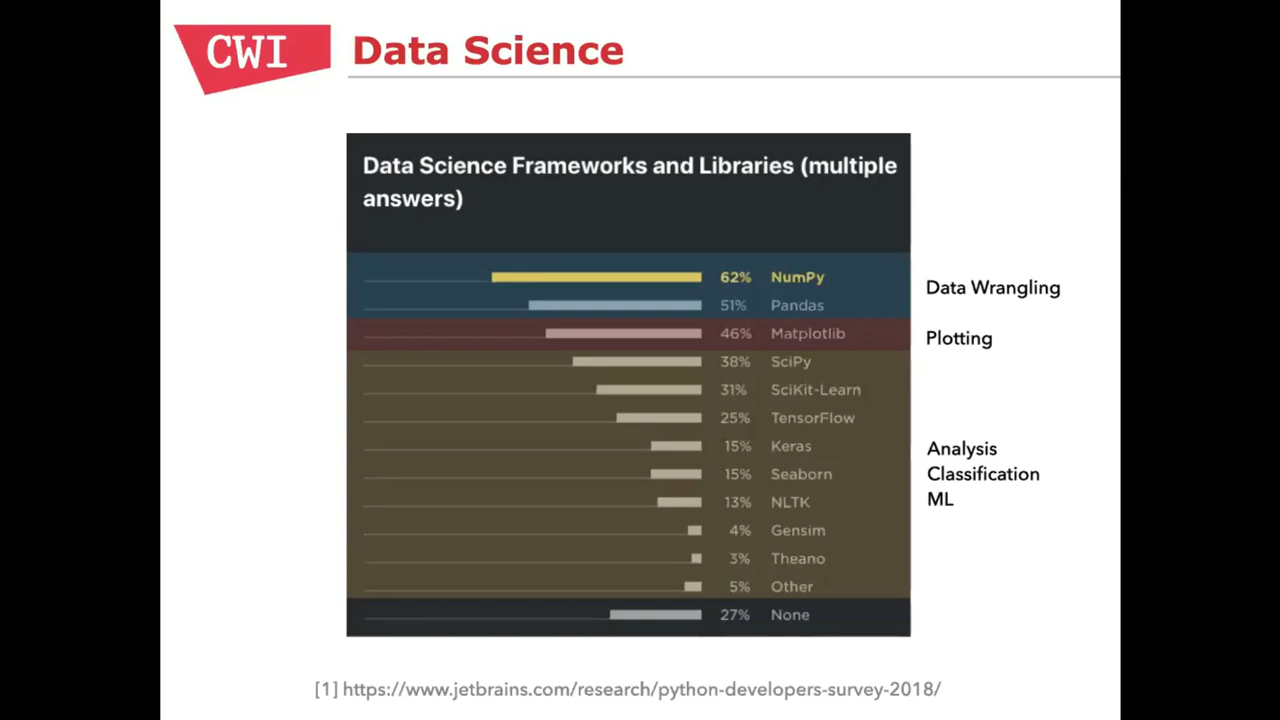 CWI
Data Science
Data Science Frameworks and Libraries (multiple
answers)
62% NumPy
51% Pandas
Data Wrangling
46% Matplotlib
Plotting
38% SciPy
31% SciKit-Learn
25% TensorFlow
15% Keras
15% Seaborn
13% NLTK
4% Gensim
3% Theano
5% Other
27% None
Analysis
Classification
ML
[1] https://www.jetbrains.com/research/python-developers-survey-2018/